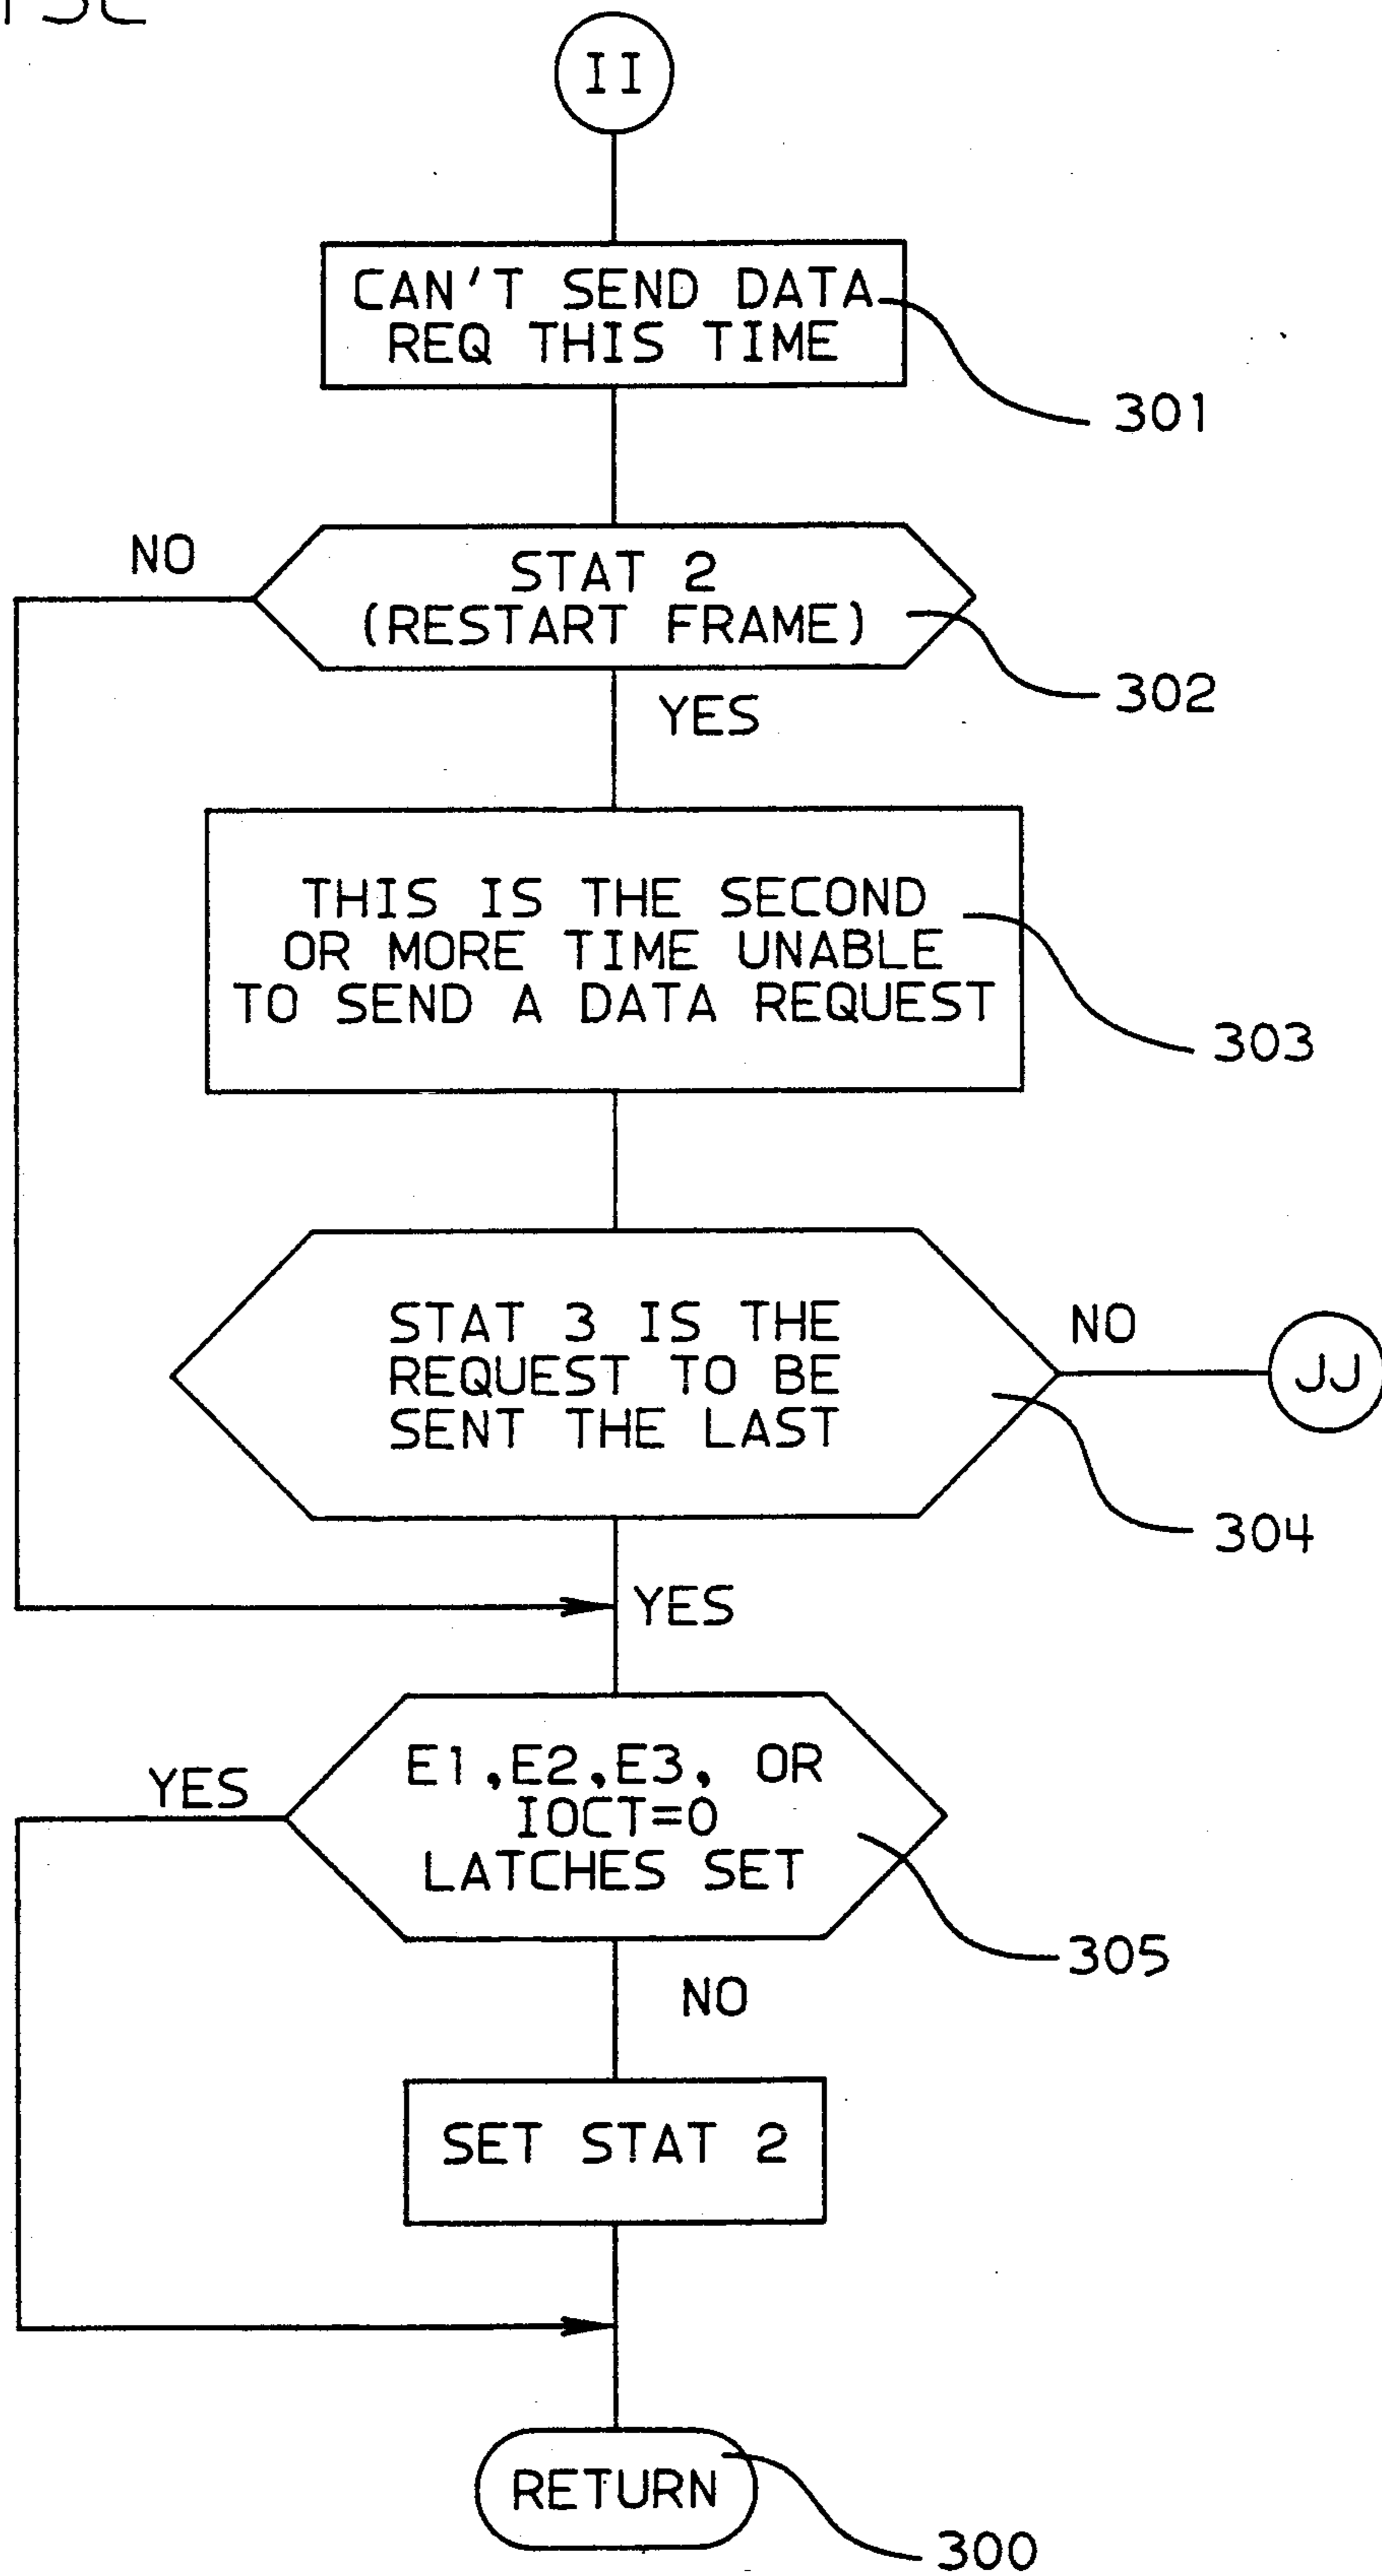 II
CAN'T SEND DATA
REQ THIS TIME
301
NO
STAT 2
(RESTART FRAME)
302
YES
THIS IS THE SECOND
OR MORE TIME UNABLE
TO SEND A DATA REQUEST
303
STAT 3 IS THE
REQUEST TO BE
SENT THE LAST
NO
JJ
304
YES
E1,E2,E3, OR
IOCT=0
LATCHES SET
YES
305
NO
SET STAT 2
RETURN
300